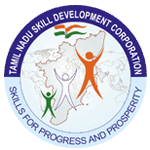 TAMIL NADU SKILL DEVELOPMENT CORPORATION
SKILLS FOR PROGRESS AND PROSPERITY